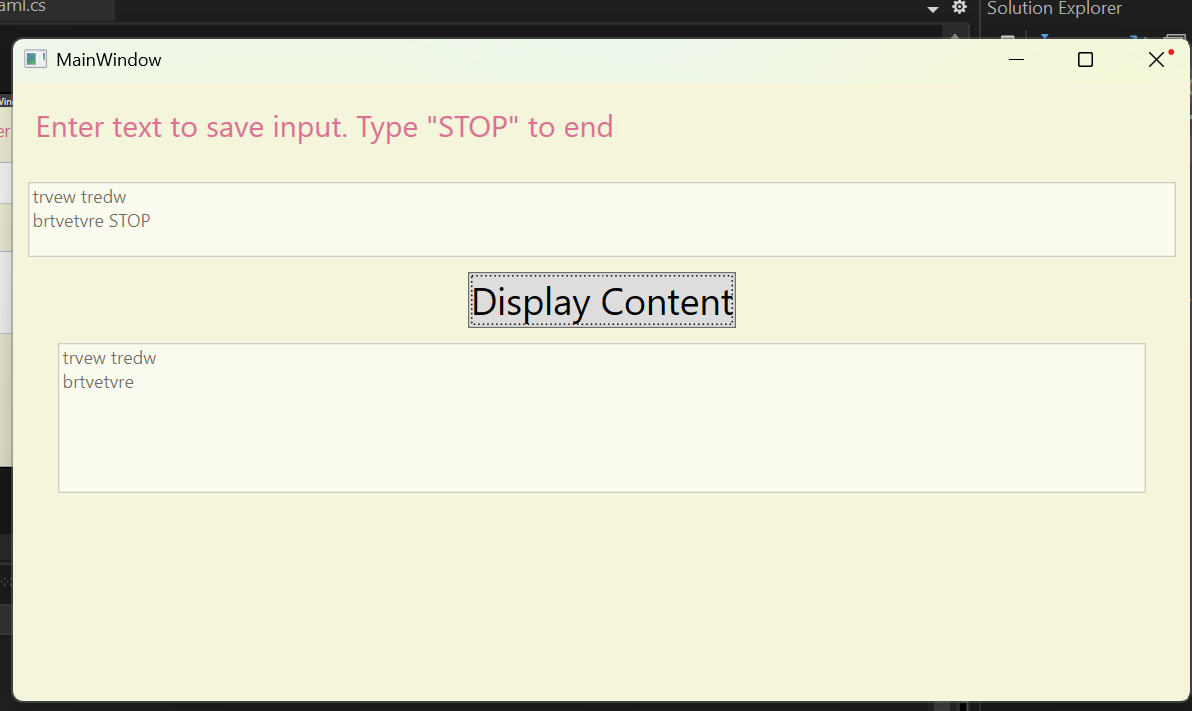 aml.cs
Solution Explorer
MainWindow
Enter text to save input. Type "STOP" to end
trvew tredw
brtvetvre STOP
Display Content
trvew tredw
brtvetvre